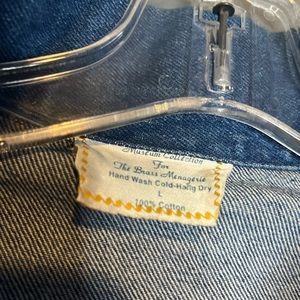 Museum Collection
For
The Brass Menagerie
Hand Wash Cold-Hang Dry
L
100% Cotton